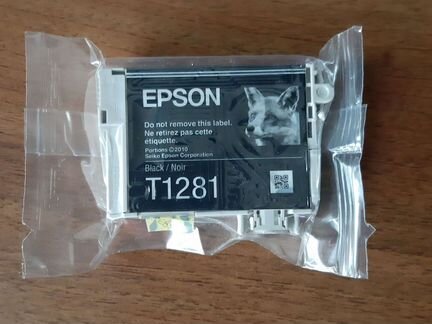 EPSON
Do not remove this label.
Ne retirez pas cette
étiquette.
Portions ©2010
Seiko Epson Corporation
Black / Noir
T1281